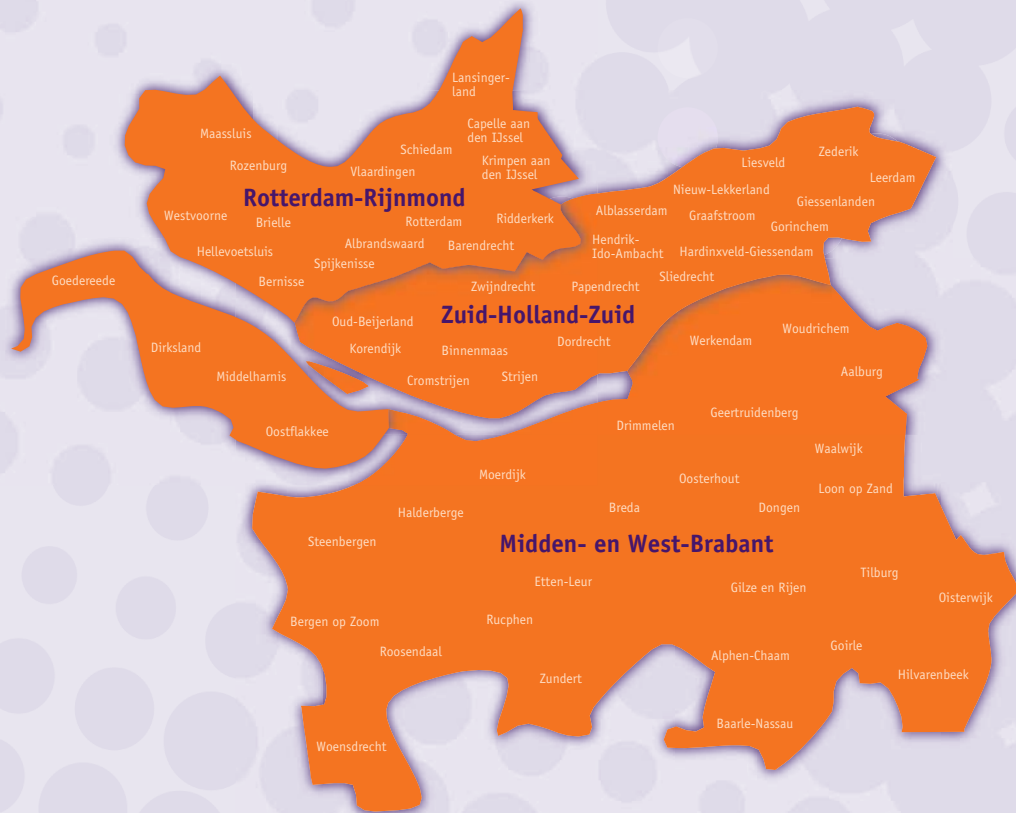 Lansinger-
land
Capelle aan
den IJssel
Maassluis
Schiedam
Krimpen aan
den IJssel
Rozenburg
Vlaardingen
Rotterdam-Rijnmond
Westvoorne
Brielle
Rotterdam
Ridderkerk
Albrandswaard
Barendrecht
Hellevoetsluis
Spijkenisse
Bernisse
Zederik
Liesveld
Leerdam
Nieuw-Lekkerland
Giessenlanden
Alblasserdam
Graafstroom
Gorinchem
Hendrik-
Ido-Ambacht
Hardinxveld-Giessendam
Sliedrecht
Zwijndrecht
Papendrecht
Zuid-Holland-Zuid
Oud-Beijerland
Dordrecht
Korendijk
Binnenmaas
Cromstrijen
Strijen
Goedereede
Dirksland
Middelharnis
Oostflakkee
Woudrichem
Werkendam
Aalburg
Geertruidenberg
Drimmelen
Waalwijk
Moerdijk
Oosterhout
Loon op Zand
Halderberge
Breda
Dongen
Steenbergen
Midden- en West-Brabant
Etten-Leur
Gilze en Rijen
Tilburg
Oisterwijk
Bergen op Zoom
Rucphen
Roosendaal
Alphen-Chaam
Goirle
Zundert
Hilvarenbeek
Baarle-Nassau
Woensdrecht